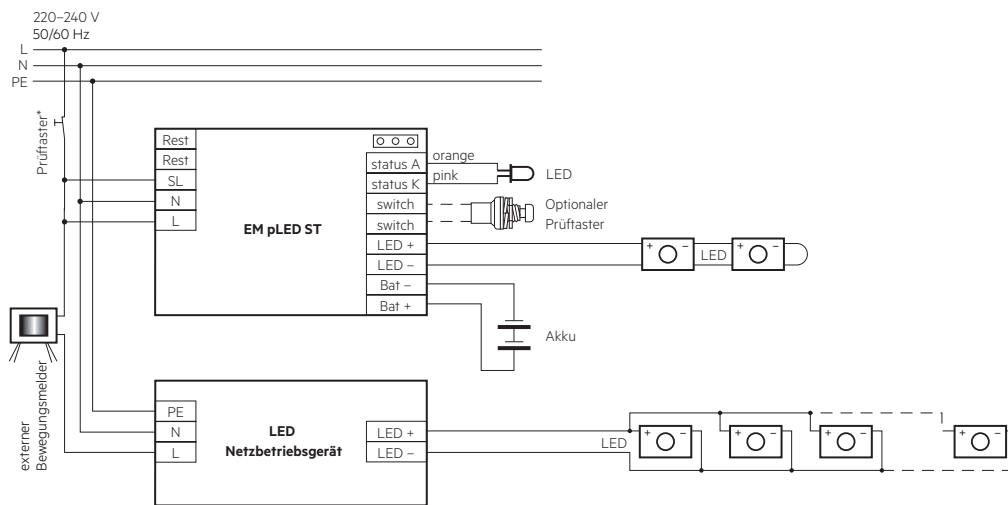 220–240 V
50/60 Hz
L
N
PE
Prüftaster*
Rest
Rest
SL
N
L
EM pLED ST
status A
status K
switch
switch
LED +
LED –
Bat –
Bat +
orange
pink
LED
Optionaler
Prüftaster
+ –
LED
+ –
Akku
externer
Bewegungsmelder
PE
N
L
LED
Netzbetriebsgerät
LED +
LED –
LED
+ –
+ –
+ –
+ –